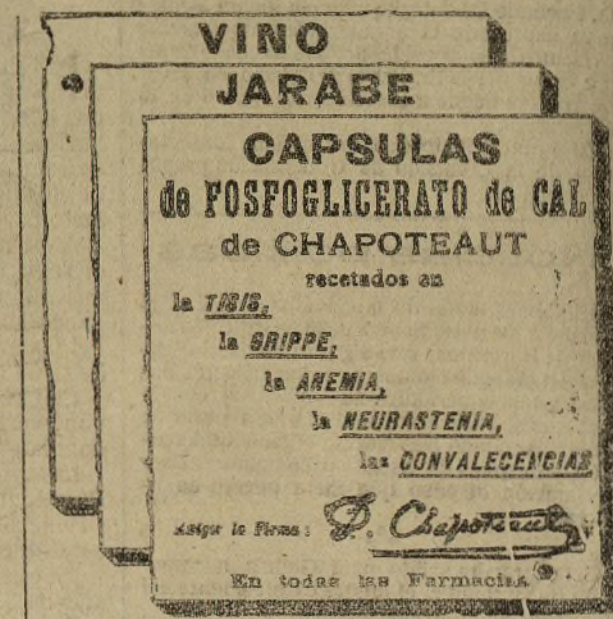 VINO
JARABE
CAPSULAS
de FOSFOGLICERATO de CAL
de CHAPOTEAUT
recetados en
la TISIS,
la GRIPPE,
la ANEMIA,
la NEURASTENIA,
las CONVALECENCIAS
Exigir la Firma: P. Chapoteaut
En todas las Farmacias.